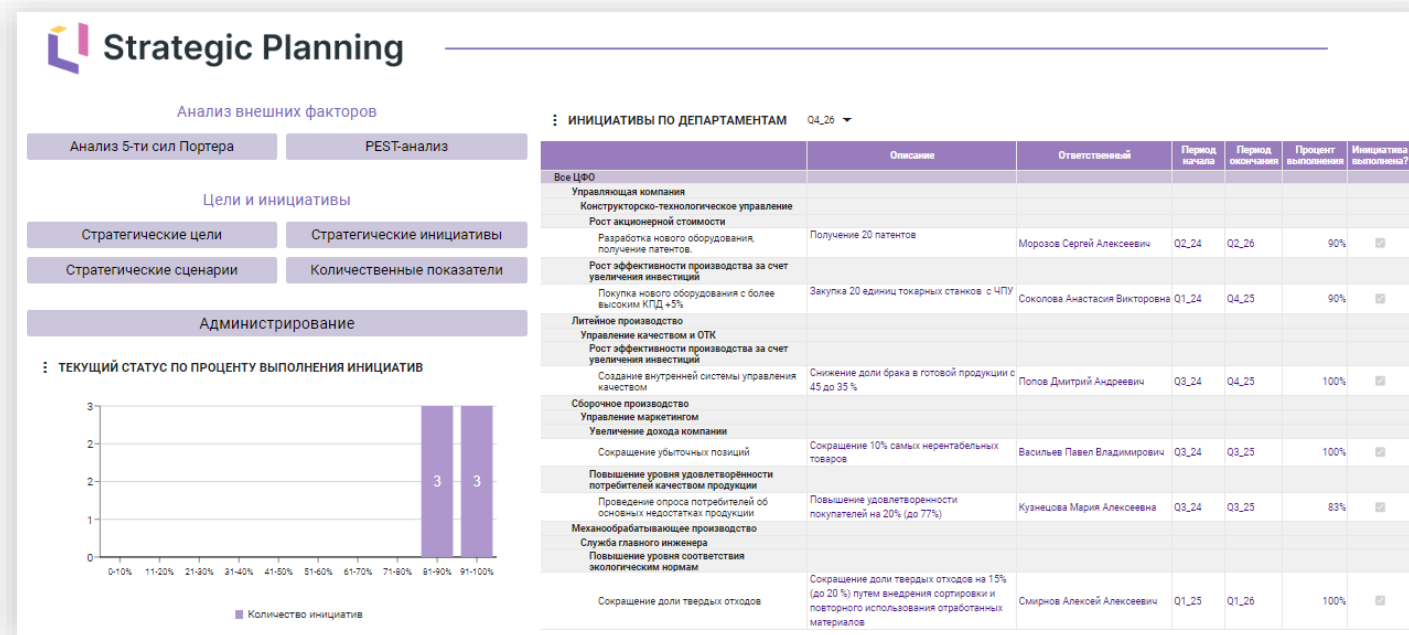 Strategic Planning
Анализ внешних факторов
Анализ 5-ти сил Портера
PEST-анализ
Цели и инициативы
Стратегические цели
Стратегические инициативы
Стратегические сценарии
Количественные показатели
Администрирование
ТЕКУЩИЙ СТАТУС ПО ПРОЦЕНТУ ВЫПОЛНЕНИЯ ИНИЦИАТИВ
3
2
2
1
0
3
3
0-10% 11-20% 21-30% 31-40% 41-50% 51-60% 61-70% 71-80% 81-90% 91-100%
Количество инициатив
ИНИЦИАТИВЫ ПО ДЕПАРТАМЕНТАМ Q4_26
Описание
Ответственный
Период
начала
Период
окончания
Процент
выполнения
Инициатива
выполнена?
Все ЦФО
Управляющая компания
Конструкторско-технологическое управление
Рост акционерной стоимости
Разработка нового оборудования,
получение патентов.
Получение 20 патентов
Морозов Сергей Алексеевич
Q2_24
Q2_26
90%
Рост эффективности производства за счет
увеличения инвестиций
Покупка нового оборудования с более
высоким КПД +5%
Закупка 20 единиц токарных станков с ЧПУ
Соколова Анастасия Викторовна
Q1_24
Q4_25
90%
Литейное производство
Управление качеством и ОТК
Рост эффективности производства за счет
увеличения инвестиций
Создание внутренней системы управления
качеством
Снижение доли брака в готовой продукции с
45 до 35 %
Попов Дмитрий Андреевич
Q3_24
Q4_25
100%
Сборочное производство
Управление маркетингом
Увеличение дохода компании
Сокращение убыточных позиций
Сокращение 10% самых нерентабельных
товаров
Васильев Павел Владимирович
Q3_24
Q3_25
100%
Повышение уровня удовлетворённости
потребителей качеством продукции
Проведение опроса потребителей об
основных недостатках продукции
Повышение удовлетворенности
покупателей на 20% (до 77%)
Кузнецова Мария Алексеевна
Q3_24
Q3_25
83%
Механообрабатывающее производство
Служба главного инженера
Повышение уровня соответствия
экологическим нормам
Сокращение доли твердых отходов
Сокращение доли твердых отходов на 15%
(до 20 %) путем внедрения сортировки и
повторного использования отработанных
материалов
Смирнов Алексей Алексеевич
Q1_25
Q1_26
100%